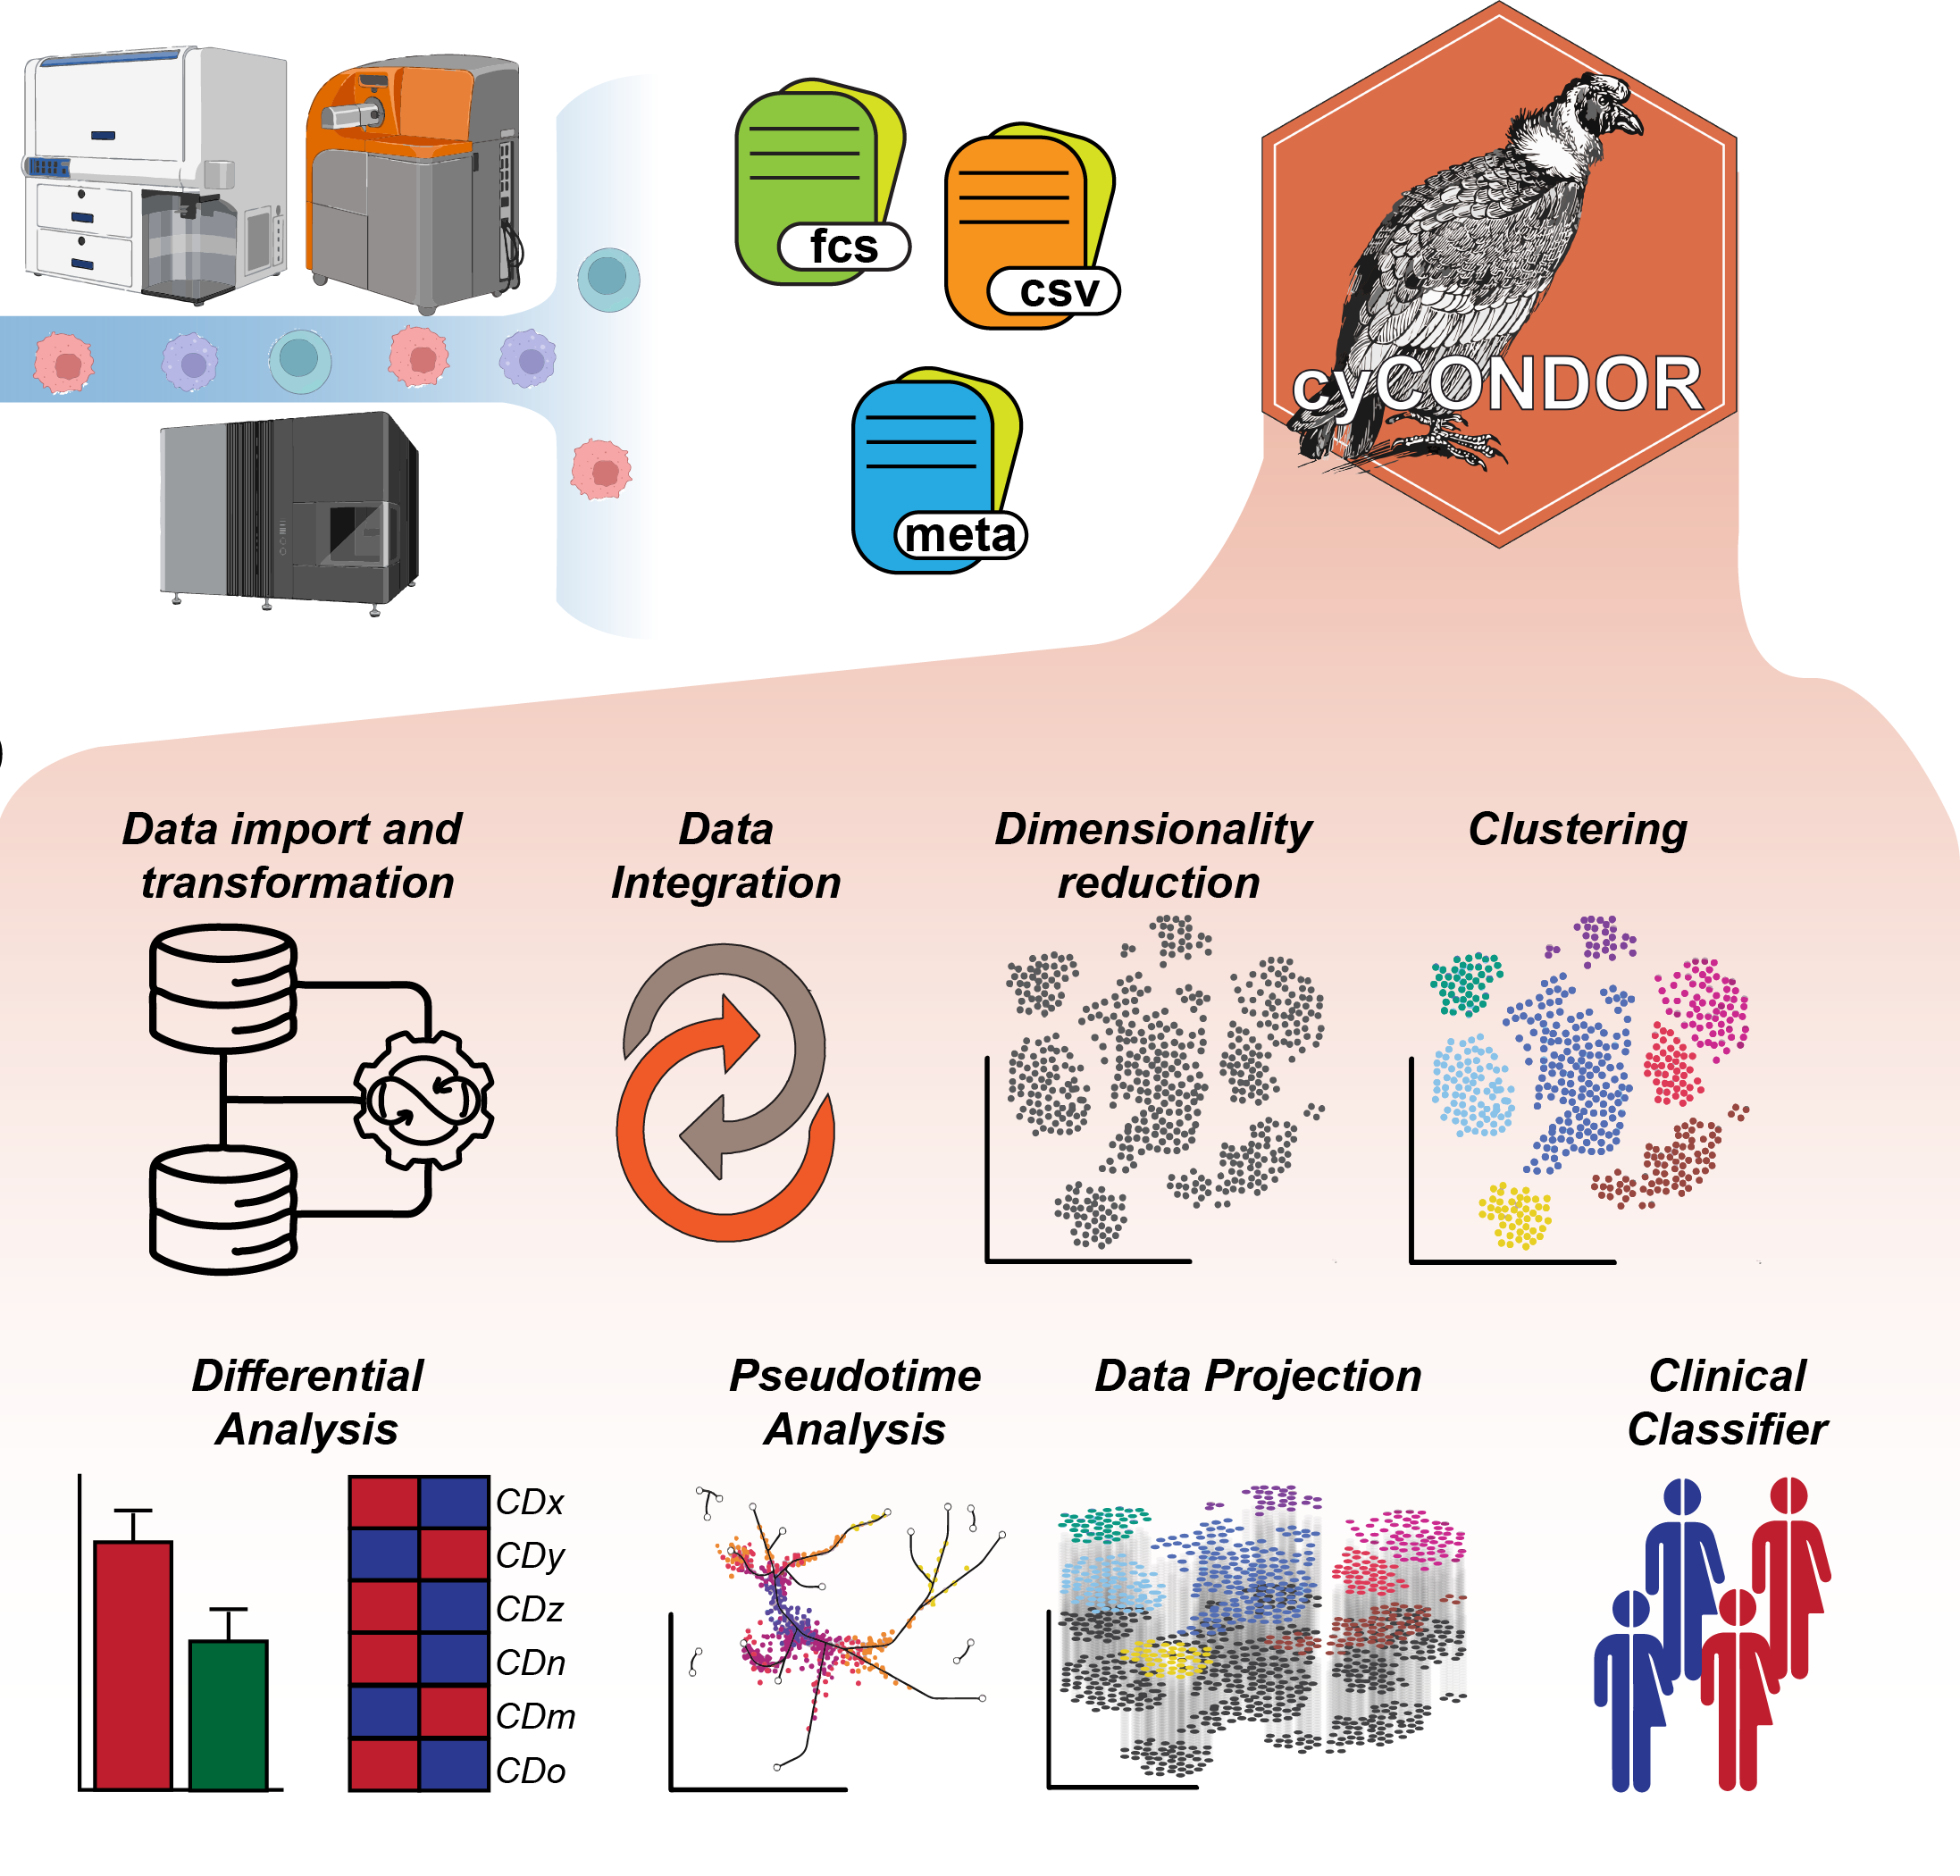 fcs
csv
meta
cyCONDOR
Data import and
transformation
Data
Integration
Dimensionality
reduction
Clustering
Differential
Analysis
CDx
CDy
CDz
CDn
CDm
CDo
Pseudotime
Analysis
Data Projection
Clinical
Classifier